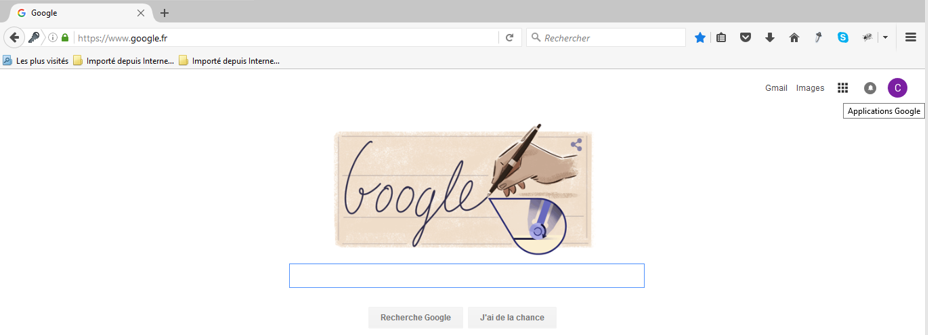 Google
https://www.google.fr
Rechercher
Les plus visités
Importé depuis Interne...
Importé depuis Interne...
Gmail
Images
C
Applications Google
Google
Recherche Google
J'ai de la chance